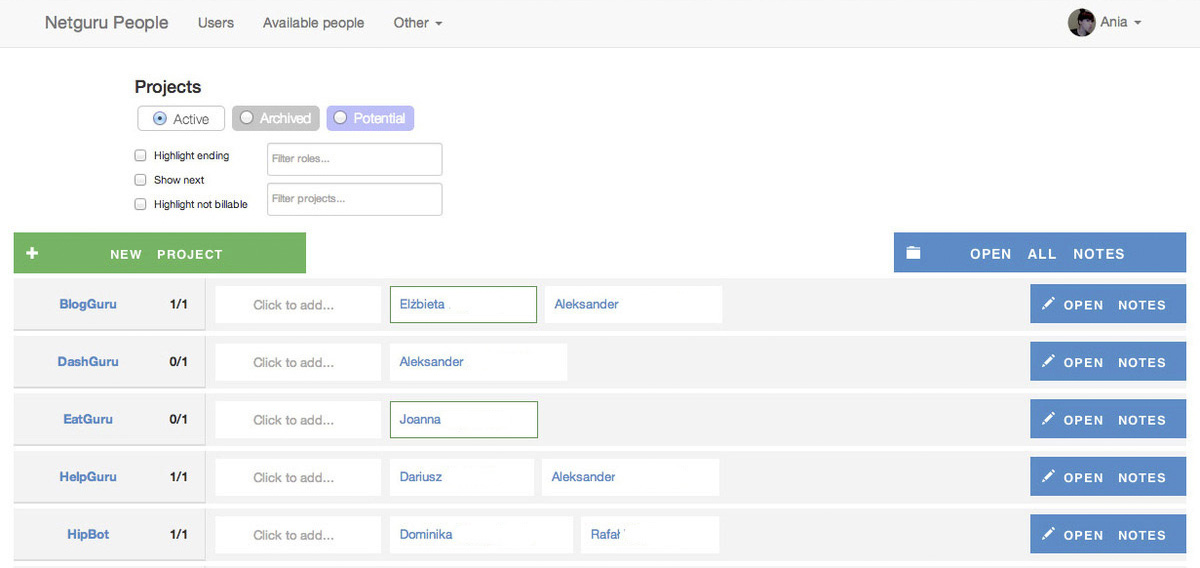 Netguru People Users Available people Other Ania
Projects
Active Archived Potential
Highlight ending Filter roles...
Show next
Filter projects...
Highlight not billable
NEW PROJECT OPEN ALL NOTES
BlogGuru 1/1 Click to add... Elżbieta Aleksander OPEN NOTES
DashGuru 0/1 Click to add... Aleksander OPEN NOTES
EatGuru 0/1 Click to add... Joanna OPEN NOTES
HelpGuru 1/1 Click to add... Dariusz Aleksander OPEN NOTES
HipBot 1/1 Click to add... Dominika Rafał OPEN NOTES